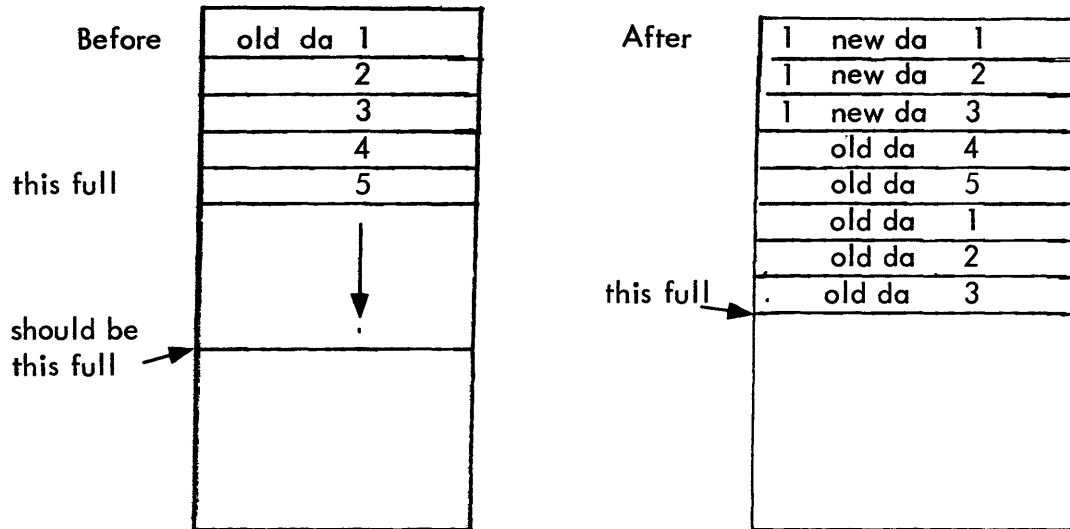 Before
old da 1
2
3
4
this full 5
should be
this full
After
1 new da 1
1 new da 2
1 new da 3
old da 4
old da 5
old da 1
old da 2
this full old da 3